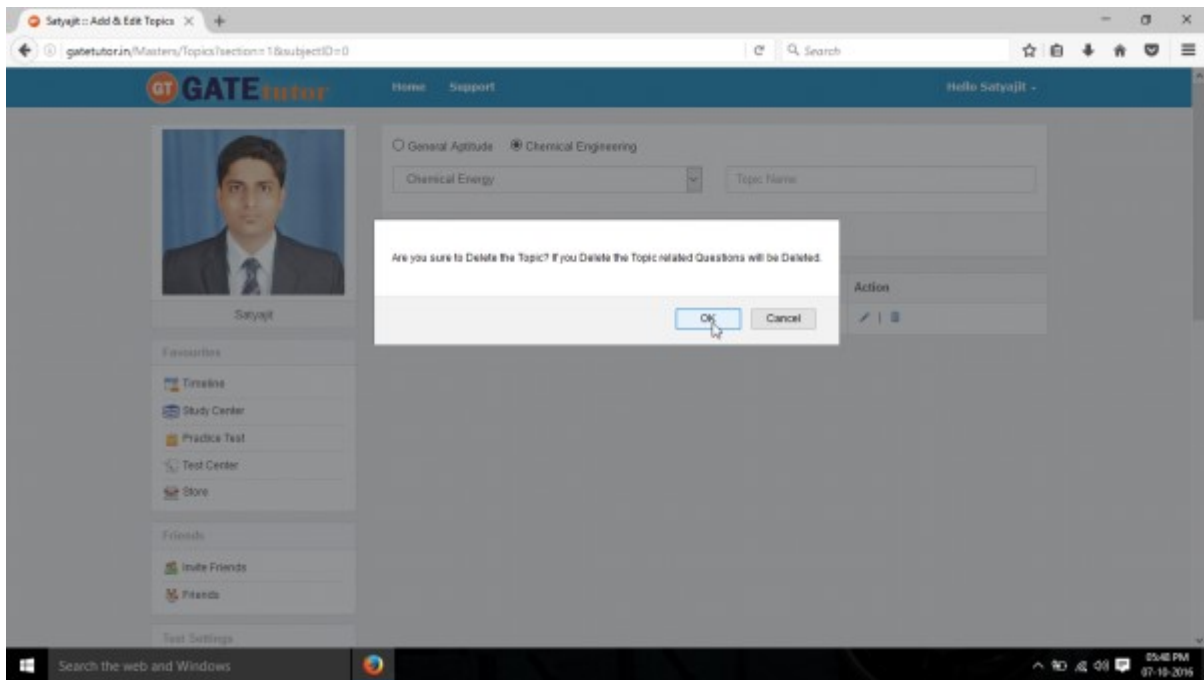 Satyajit :: Add & Edit Topics
gatetutor.in/Masters/Topics?section=1&subjectID=0
Search
GT GATE tutor
Home Support
Hello Satyajit
General Aptitude Chemical Engineering
Chemical Energy
Topic Name
Are you sure to Delete the Topic? If you Delete the Topic related Questions will be Deleted.
OK Cancel
Action
Satyajit
Favourites
Timeline
Study Center
Practice Test
Test Center
Store
Friends
Invite Friends
Friends
Test Settings
Search the web and Windows
05:48 PM
07-10-2016